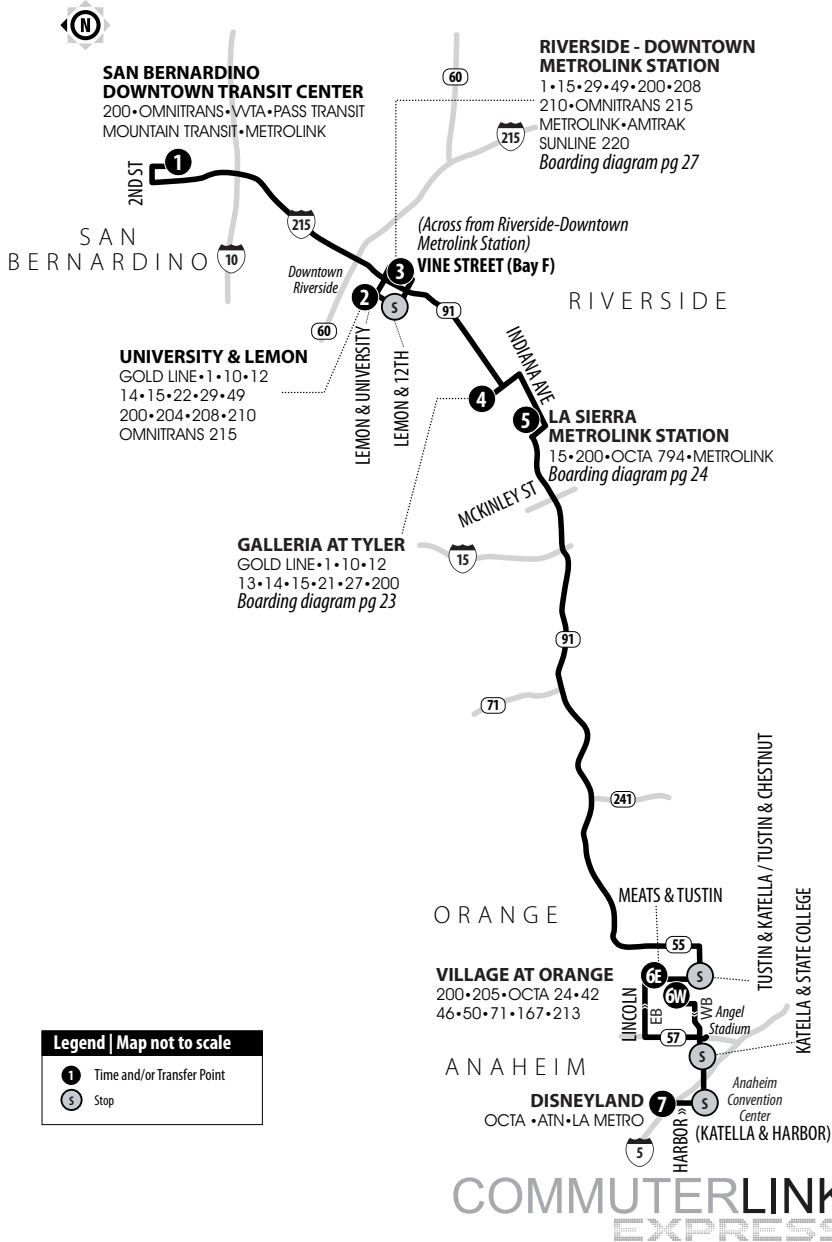 N
SAN BERNARDINO
DOWNTOWN TRANSIT CENTER
200•OMNITRANS•VVTA•PASS TRANSIT
MOUNTAIN TRANSIT•METROLINK
60
RIVERSIDE - DOWNTOWN
METROLINK STATION
1•15•29•49•200•208
210•OMNITRANS 215
METROLINK•AMTRAK
SUNLINE 220
Boarding diagram pg 27
215
1
2ND ST
215
SAN
BERNARDINO
10
(Across from Riverside-Downtown
Metrolink Station)
VINE STREET (Bay F)
Downtown
Riverside
3
2
S
RIVERSIDE
60
91
UNIVERSITY & LEMON
GOLD LINE•1•10•12
14•15•22•29•49
200•204•208•210
OMNITRANS 215
LEMON & UNIVERSITY
LEMON & 12TH
INDIANA AVE
4
5
LA SIERRA
METROLINK STATION
15•200•OCTA 794•METROLINK
Boarding diagram pg 24
MCKINLEY ST
GALLERIA AT TYLER
GOLD LINE•1•10•12
13•14•15•21•27•200
Boarding diagram pg 23
15
91
71
241
TUSTIN & KATELLA / TUSTIN & CHESTNUT
KATELLA & STATE COLLEGE
MEATS & TUSTIN
ORANGE
55
VILLAGE AT ORANGE
200•205•OCTA 24•42
46•50•71•167•213
6E
S
6W
LINCOLN
EB
WB
Angel
Stadium
57
S
ANAHEIM
DISNEYLAND
OCTA •ATN•LA METRO
7
S
Anaheim
Convention
Center
(KATELLA & HARBOR)
HARBOR »
5
Legend | Map not to scale
1 Time and/or Transfer Point
S Stop
COMMUTERLINK
EXPRESS